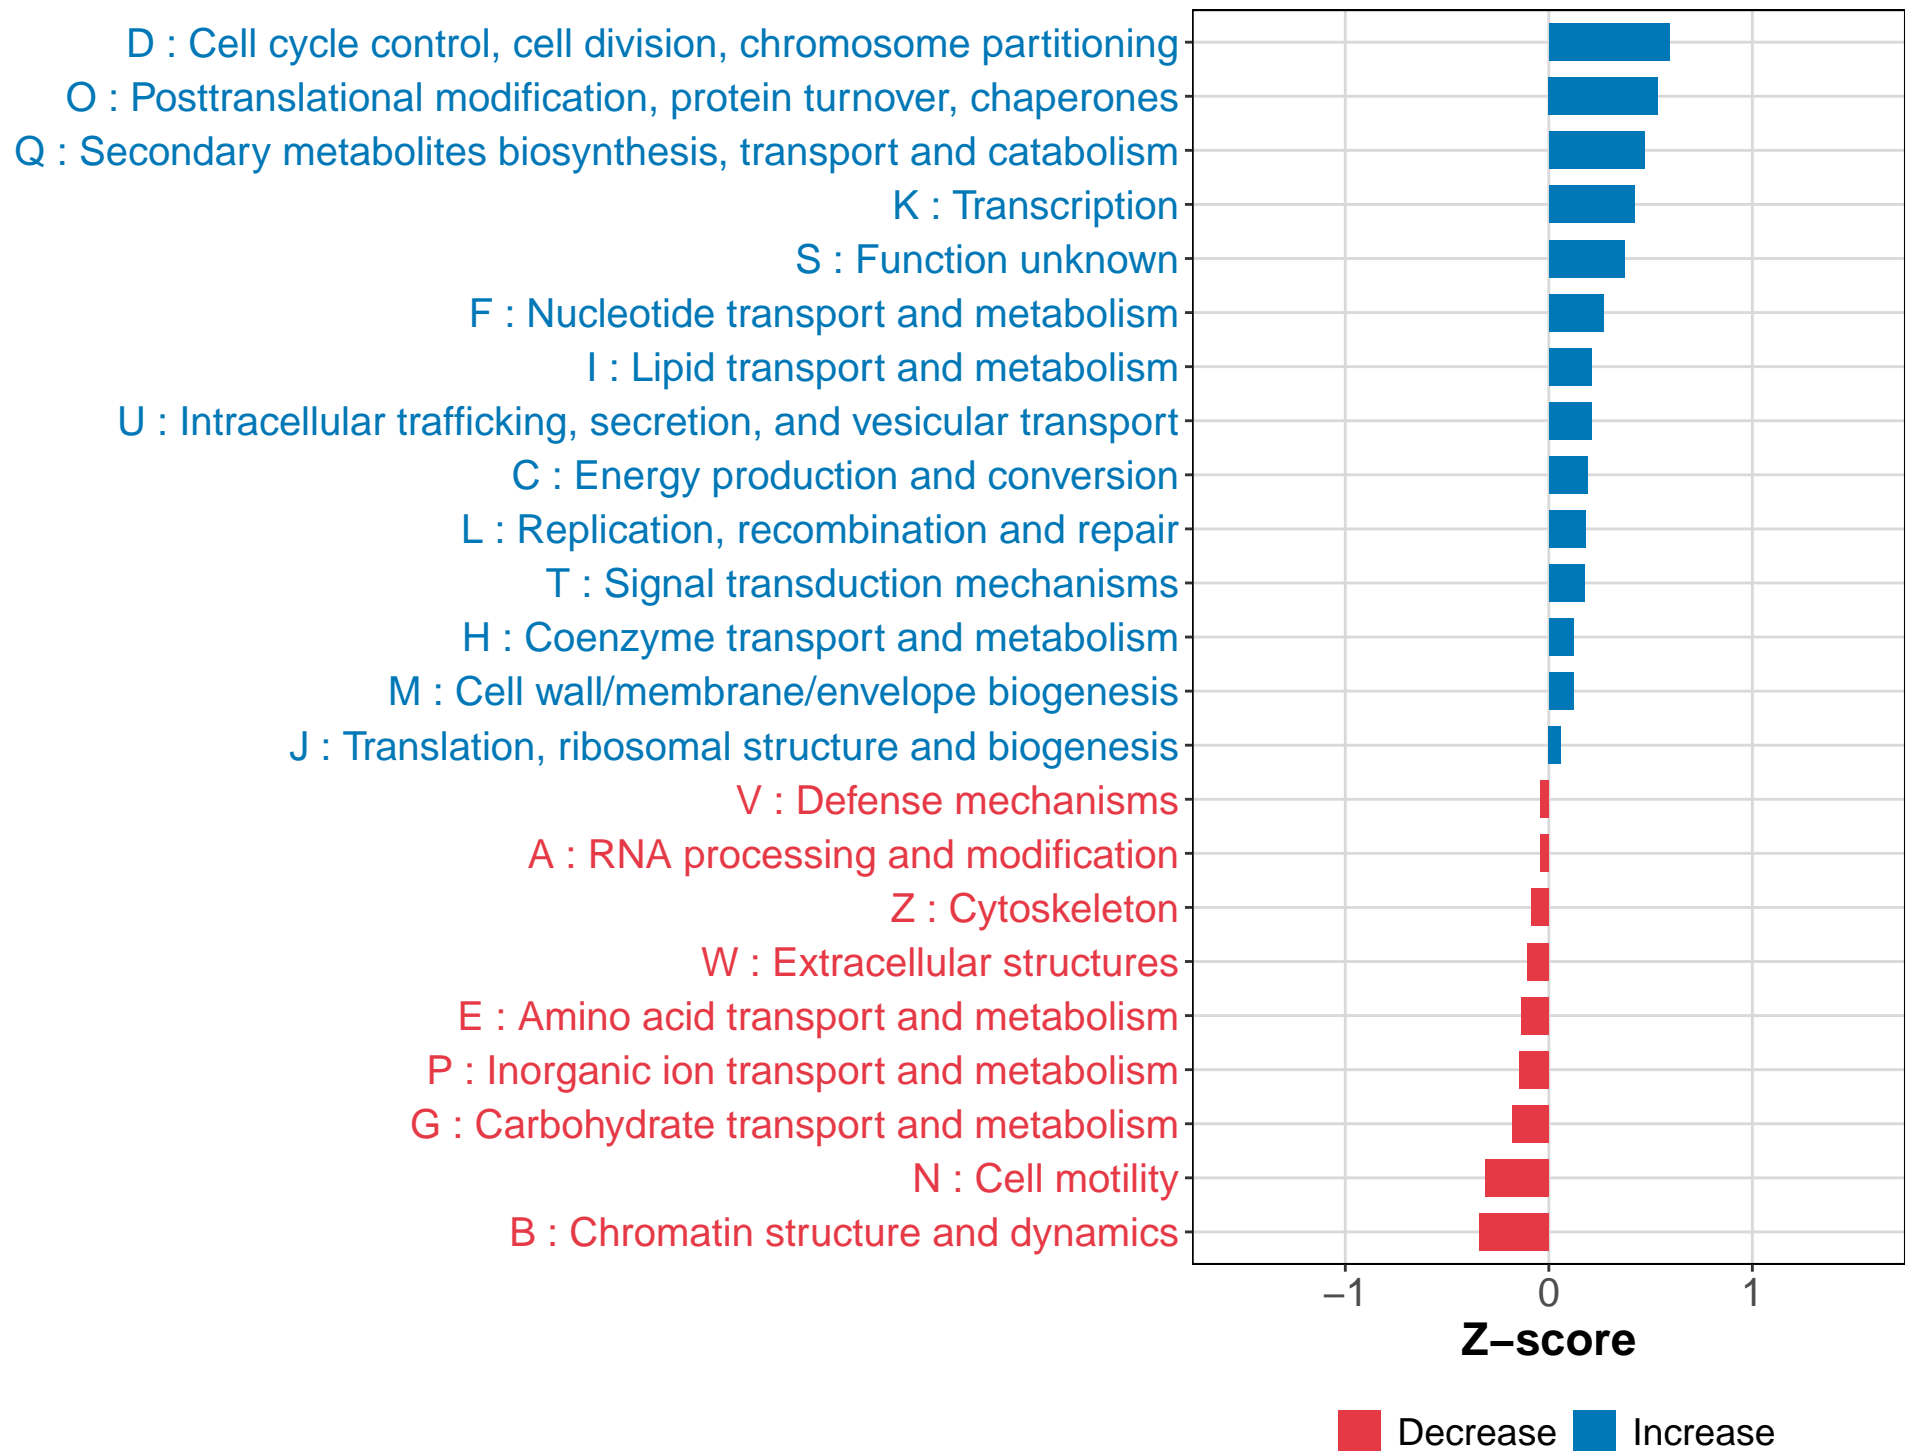 D : Cell cycle control, cell division, chromosome partitioning
O : Posttranslational modification, protein turnover, chaperones
Q : Secondary metabolites biosynthesis, transport and catabolism
K : Transcription
S : Function unknown
F : Nucleotide transport and metabolism
I : Lipid transport and metabolism
U : Intracellular trafficking, secretion, and vesicular transport
C : Energy production and conversion
L : Replication, recombination and repair
T : Signal transduction mechanisms
H : Coenzyme transport and metabolism
M : Cell wall/membrane/envelope biogenesis
J : Translation, ribosomal structure and biogenesis
V : Defense mechanisms
A : RNA processing and modification
Z : Cytoskeleton
W : Extracellular structures
E : Amino acid transport and metabolism
P : Inorganic ion transport and metabolism
G : Carbohydrate transport and metabolism
N : Cell motility
B : Chromatin structure and dynamics
−1 0 1
Z−score
Decrease Increase